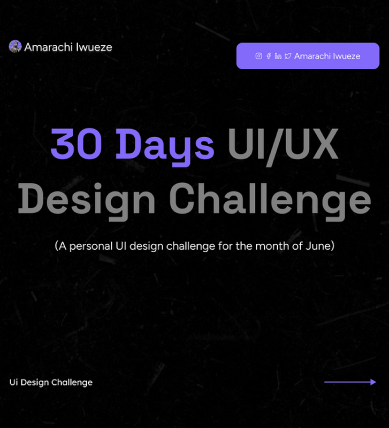 Amarachi Iwueze
Amarachi Iwueze
30 Days UI/UX
Design Challenge
(A personal UI design challenge for the month of June)
Ui Design Challenge